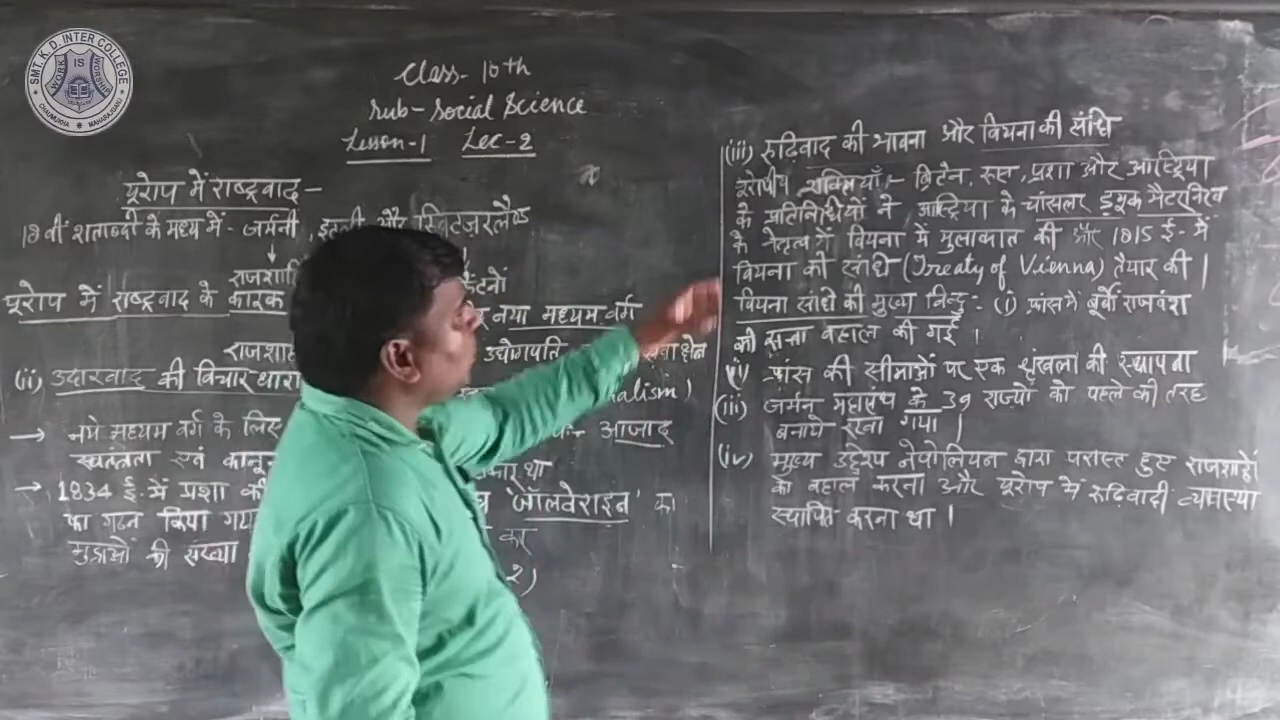 SMT. K. D. INTER COLLEGE
WORK IS WORSHIP
Class- 10th
Sub- Social Science
Lesson-1 Lec-2
यूरोप में राष्ट्रवाद -
18 वीं शताब्दी के मध्य में - जर्मनी, इटली और स्विटज़रलैण्ड
यूरोप में राष्ट्रवाद के कारक
नया मध्यम वर्ग
उद्योगपति
(ii) उदारवाद की विचारधारा
alism)
→ नये मध्यम वर्ग के लिए
आजाद
स्वतंत्रता एवं कानून
कार था
→ 1834 ई॰ में प्रशा की
'जॉलवेराइन' का
का गठन किया गया
मुद्राओं की संख्या
2)
(iii) रूढ़िवाद की भावना और वियना की संधि
यूरोपीय शक्तियाँ - ब्रिटेन, रूस, प्रशा और आस्ट्रिया
के प्रतिनिधियों ने आस्ट्रिया के चांसलर ड्यूक मैटरनिख
के नेतृत्व में वियना में मुलाकात की और 1815 ई॰ में
वियना की संधि (Treaty of Vienna) तैयार की।
वियना संधि की मुख्य बिन्दु - (i) फ्रांस में बूर्बो राजवंश
की सत्ता बहाल की गई।
(ii) फ्रांस की सीमाओं पर एक श्रृंखला की स्थापना
(iii) जर्मन महासंघ के 39 राज्यों को पहले की तरह
बनाये रखा गया।
(iv) मुख्य उद्देश्य नेपोलियन द्वारा परास्त हुए राजशाहों
को बहाल करना और यूरोप में रूढ़िवादी व्यवस्था
स्थापित करना था।